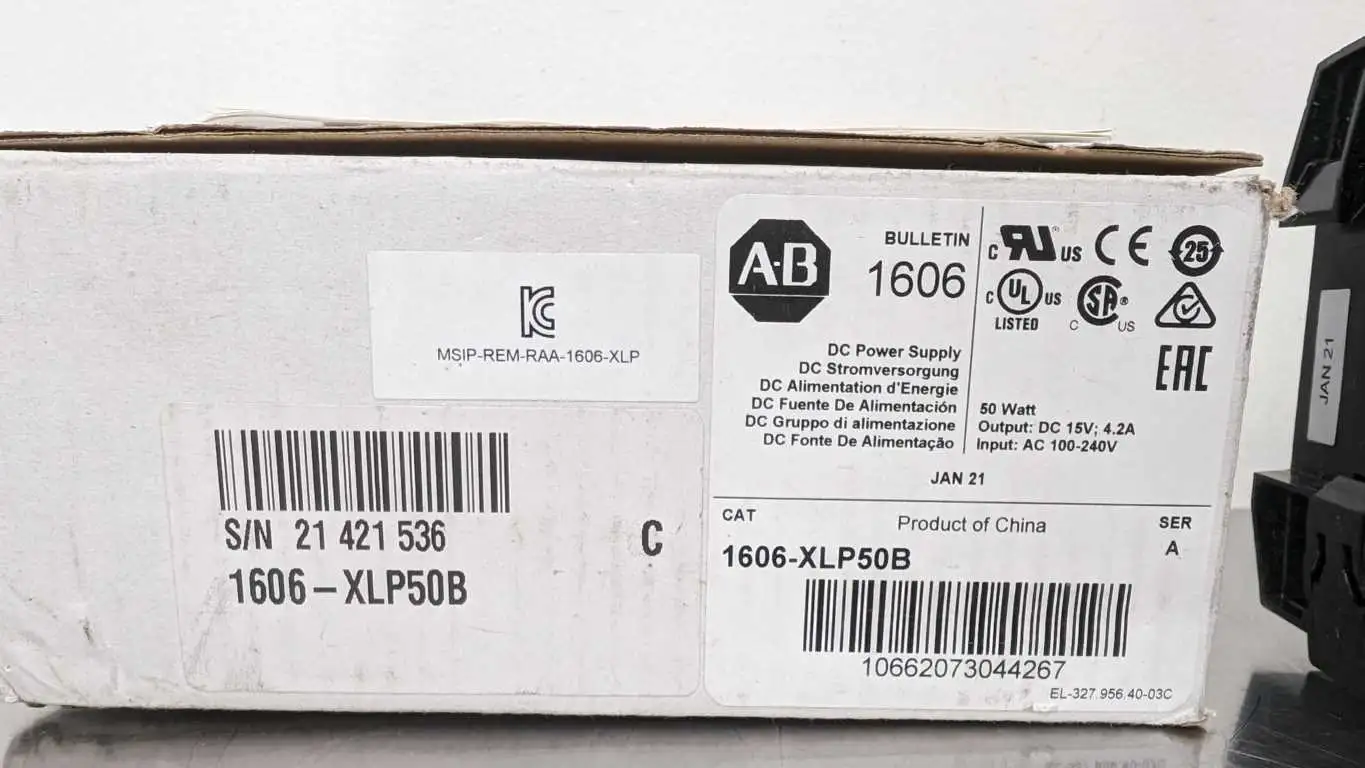 MSIP-REM-RAA-1606-XLP
S/N 21 421 536
1606-XLP50B
C
A-B
BULLETIN
1606
DC Power Supply
DC Stromversorgung
DC Alimentation d'Energie
DC Fuente De Alimentación
DC Gruppo di alimentazione
DC Fonte De Alimentação
c RU® US CE 25
c UL US
LISTED
SA®
C US
EAC
50 Watt
Output: DC 15V; 4.2A
Input: AC 100-240V
JAN 21
CAT
Product of China
SER
A
1606-XLP50B
10662073044267
EL-327.956.40-03C
JAN 21